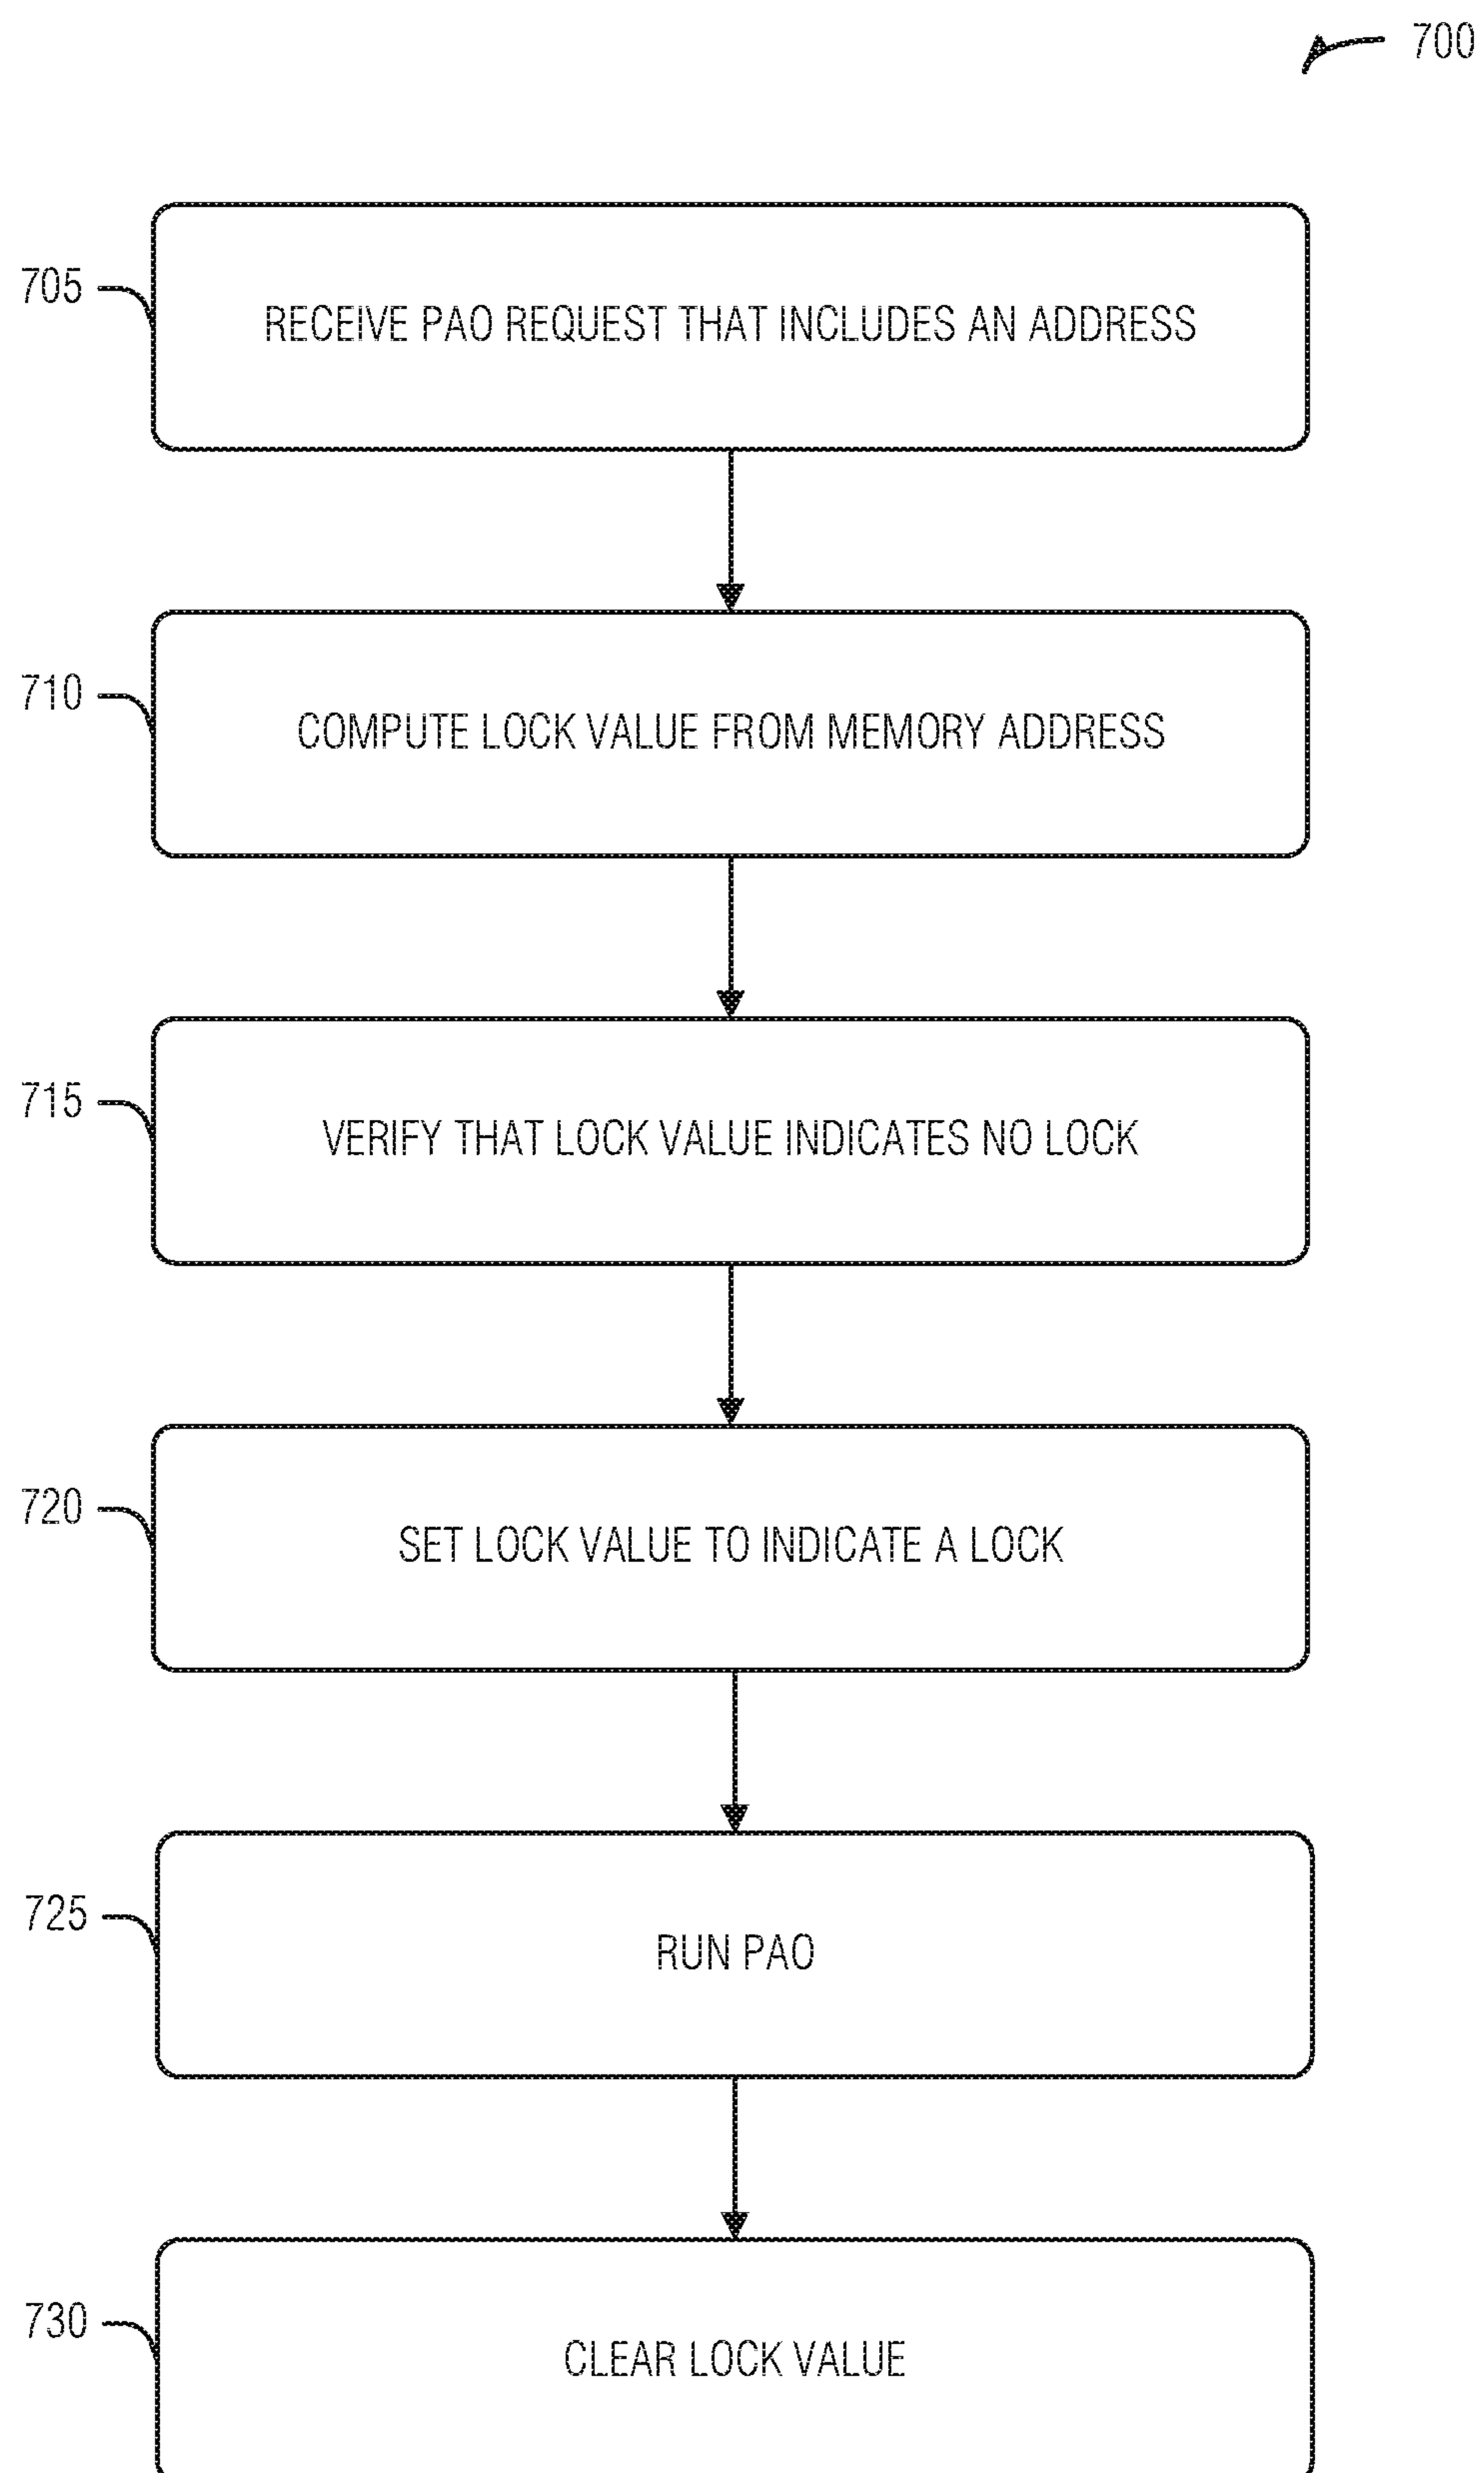 700
705
RECEIVE PAO REQUEST THAT INCLUDES AN ADDRESS
710
COMPUTE LOCK VALUE FROM MEMORY ADDRESS
715
VERIFY THAT LOCK VALUE INDICATES NO LOCK
720
SET LOCK VALUE TO INDICATE A LOCK
725
RUN PAO
730
CLEAR LOCK VALUE